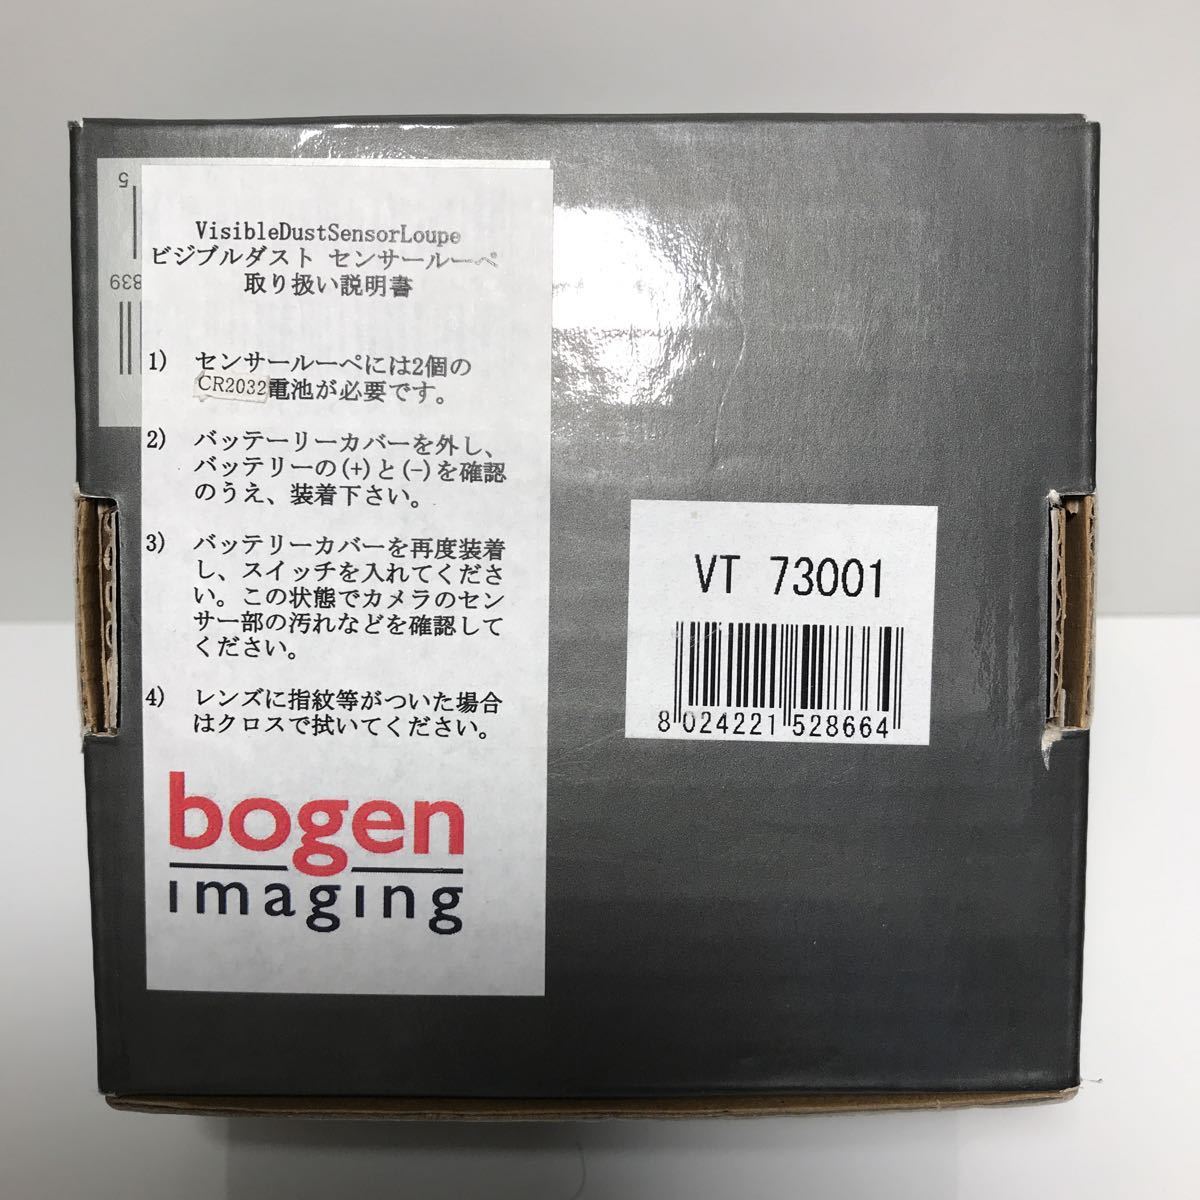 5
839
VisibleDustSensorLoupe
ビジブルダスト センサールーペ
取り扱い説明書
1) センサールーペには2個の
CR2032電池が必要です。
2) バッテーリーカバーを外し、
バッテリーの(+)と(-)を確認
のうえ、装着下さい。
3) バッテリーカバーを再度装着
し、スイッチを入れてくださ
い。この状態でカメラのセン
サー部の汚れなどを確認して
ください。
4) レンズに指紋等がついた場合
はクロスで拭いてください。
bogen
imaging
VT 73001
8 024221 528664